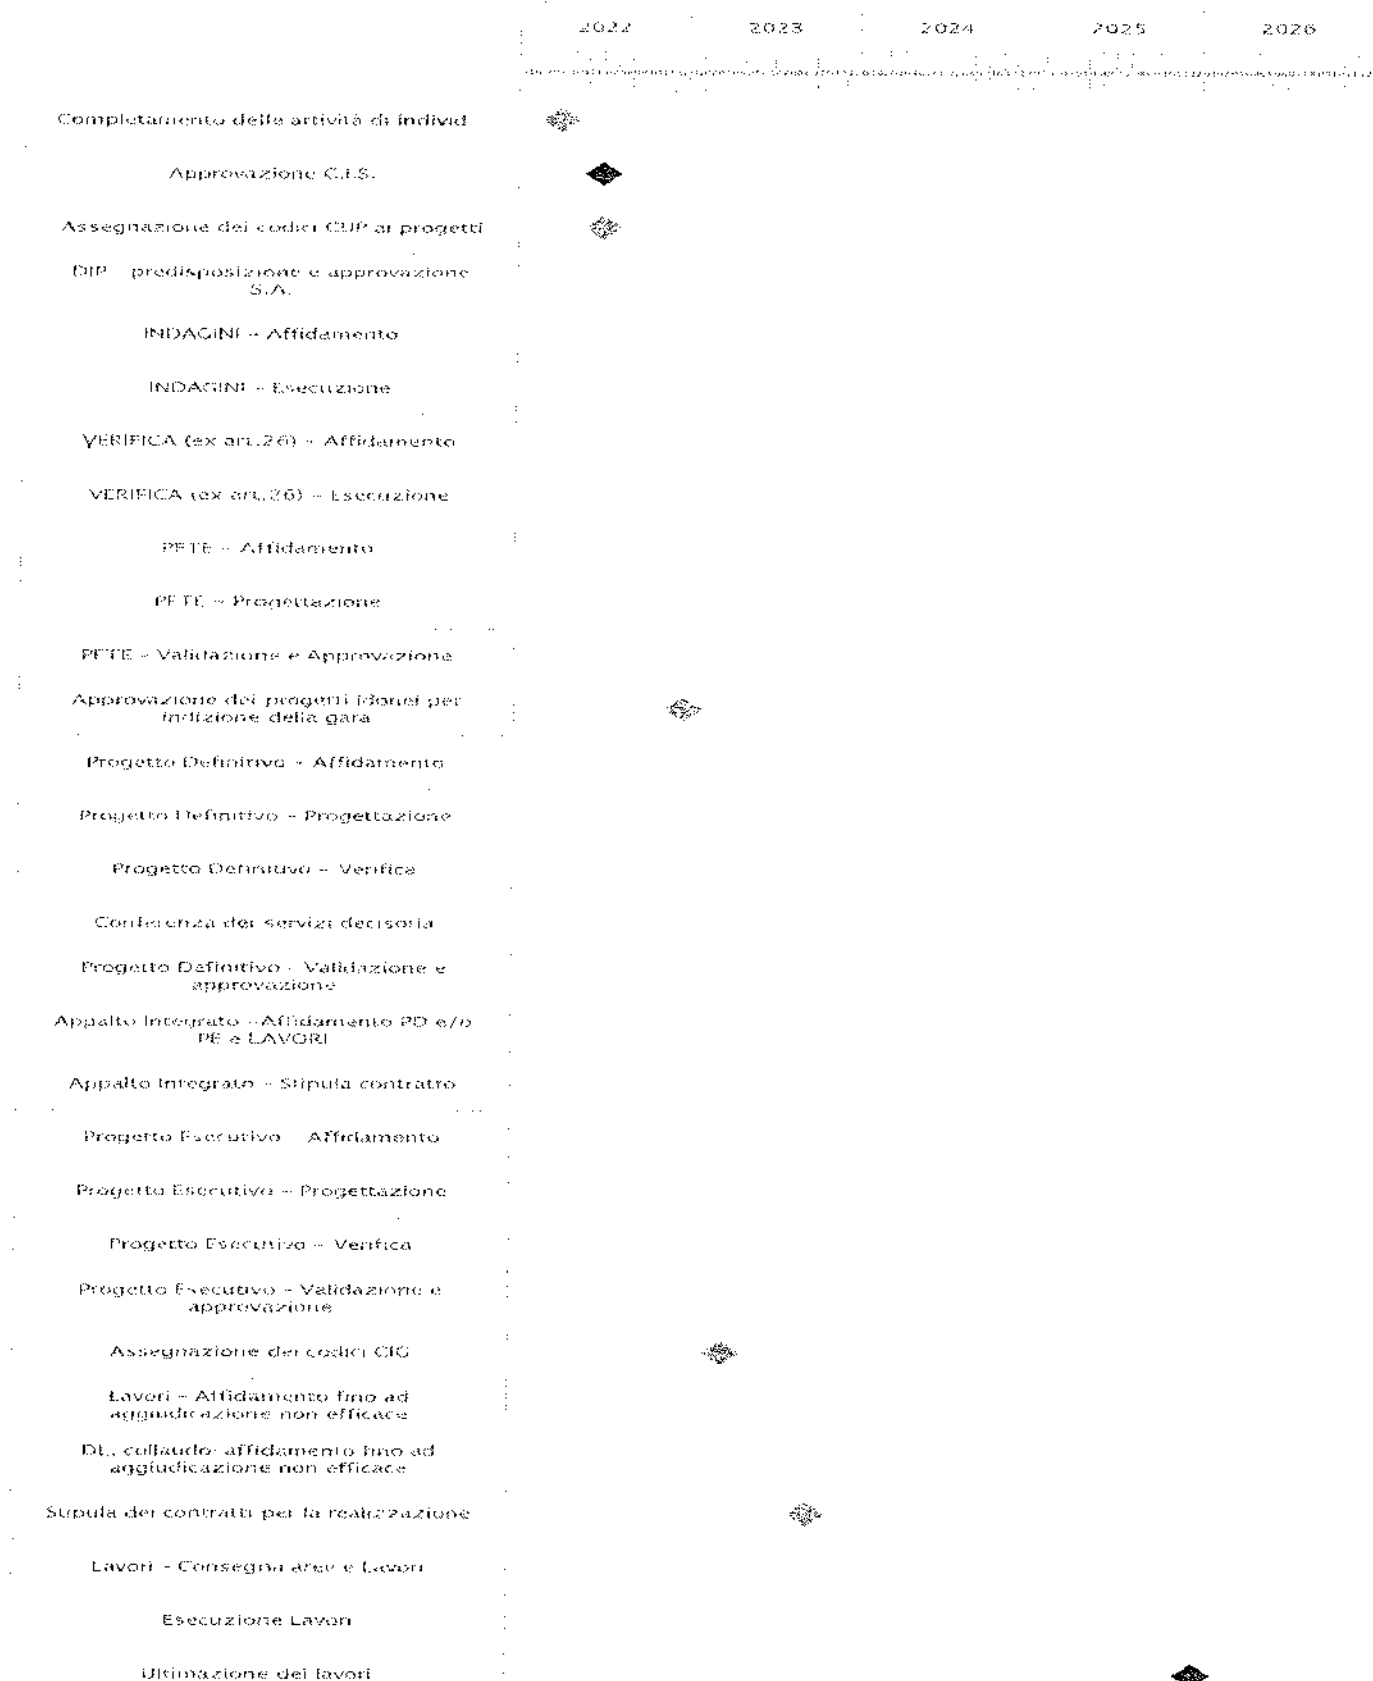 2022 2023 2024 2025 2026
Completamento delle attività di individ
Approvazione C.I.S.
Assegnazione dei codici CUP ai progetti
DIP - predisposizione e approvazione
S.A.
INDAGINI - Affidamento
INDAGINI - Esecuzione
VERIFICA (ex art.26) - Affidamento
VERIFICA (ex art.26) - Esecuzione
PFTE - Affidamento
PFTE - Progettazione
PFTE - Validazione e Approvazione
Approvazione dei progetti idonei per
indizione della gara
Progetto Definitivo - Affidamento
Progetto Definitivo - Progettazione
Progetto Definitivo - Verifica
Conferenza dei servizi decisoria
Progetto Definitivo - Validazione e
approvazione
Appalto Integrato - Affidamento PD e/o
PE e LAVORI
Appalto Integrato - Stipula contratto
Progetto Esecutivo - Affidamento
Progetto Esecutivo - Progettazione
Progetto Esecutivo - Verifica
Progetto Esecutivo - Validazione e
approvazione
Assegnazione dei codici CIG
Lavori - Affidamento fino ad
aggiudicazione non efficace
DL, collaudo: affidamento fino ad
aggiudicazione non efficace
Stipula dei contratti per la realizzazione
Lavori - Consegna aree e Lavori
Esecuzione Lavori
Ultimazione dei lavori